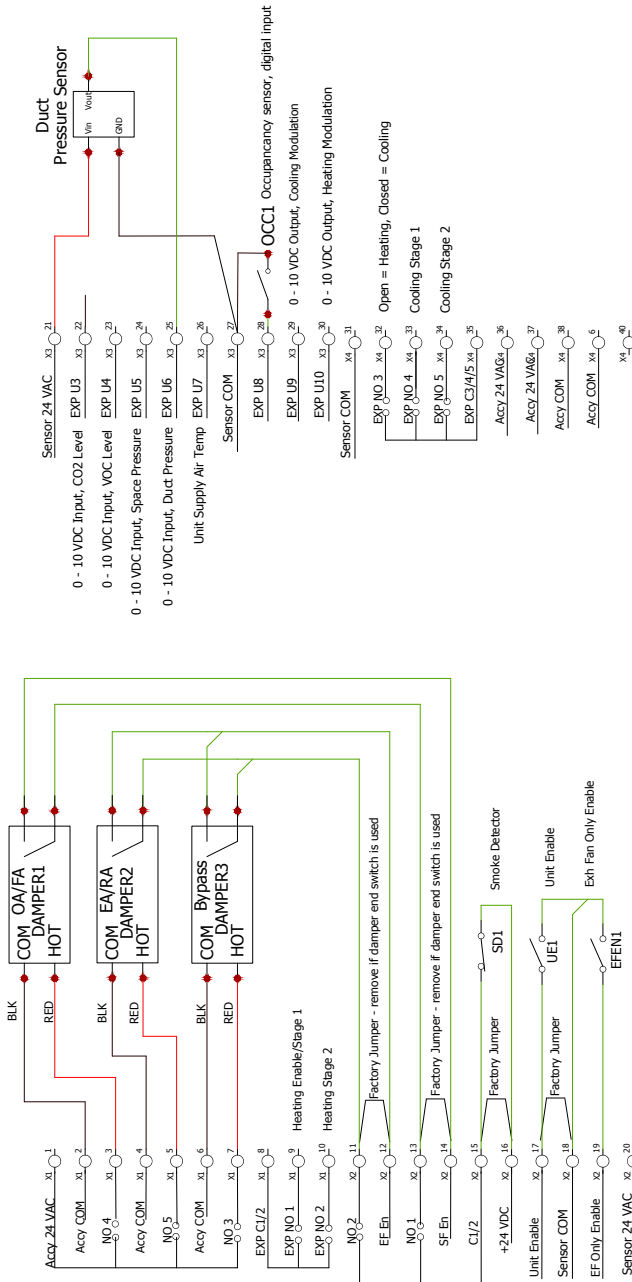 Duct
Pressure Sensor
Vin
Vout
GND
Sensor 24 VAC
X3
21
0 - 10 VDC Input, CO2 Level
EXP U3
X3
22
0 - 10 VDC Input, VOC Level
EXP U4
X3
23
0 - 10 VDC Input, Space Pressure
EXP U5
X3
24
0 - 10 VDC Input, Duct Pressure
EXP U6
X3
25
Unit Supply Air Temp
EXP U7
X3
26
Sensor COM
X3
27
OCC1
Occupancancy sensor, digital input
EXP U8
X3
28
EXP U9
X3
29
0 - 10 VDC Output, Cooling Modulation
EXP U10
X3
30
0 - 10 VDC Output, Heating Modulation
Sensor COM
X4
31
EXP NO 3
X4
32
Open = Heating, Closed = Cooling
EXP NO 4
X4
33
Cooling Stage 1
EXP NO 5
X4
34
Cooling Stage 2
EXP C3/4/5
X4
35
Accy 24 VAC
X4
36
Accy 24 VAC
X4
37
Accy COM
X4
38
Accy COM
X4
6
X4
40
COM OA/FA
DAMPER1
HOT
BLK
RED
COM EA/RA
DAMPER2
HOT
BLK
RED
COM Bypass
DAMPER3
HOT
BLK
RED
Accy 24 VAC
X1
1
Accy COM
X1
2
NO 4
X1
3
Accy COM
X1
4
NO 5
X1
5
Accy COM
X1
6
NO 3
X1
7
EXP C1/2
X1
8
EXP NO 1
X1
9
Heating Enable/Stage 1
EXP NO 2
X1
10
Heating Stage 2
NO 2
X2
11
EF En
X2
12
Factory Jumper - remove if damper end switch is used
NO 1
X2
13
SF En
X2
14
Factory Jumper - remove if damper end switch is used
C1/2
X2
15
+24 VDC
X2
16
Factory Jumper
SD1
Smoke Detector
Unit Enable
X2
17
Sensor COM
X2
18
Factory Jumper
UE1
Unit Enable
EF Only Enable
X2
19
EFEN1
Exh Fan Only Enable
Sensor 24 VAC
X2
20